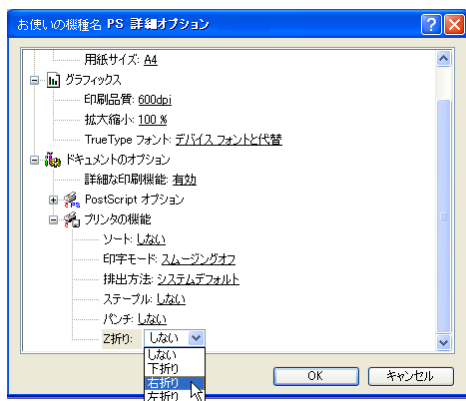 お使いの機種名 PS 詳細オプション
用紙サイズ: A4
グラフィックス
印刷品質: 600dpi
拡大縮小: 100 %
TrueType フォント: デバイス フォントと代替
ドキュメントのオプション
詳細な印刷機能: 有効
PostScript オプション
プリンタの機能
ソート: しない
印字モード: スムージングオフ
排出方法: システムデフォルト
ステープル: しない
パンチ: しない
Z折り: しない
しない
下折り
右折り
左折り
OK キャンセル